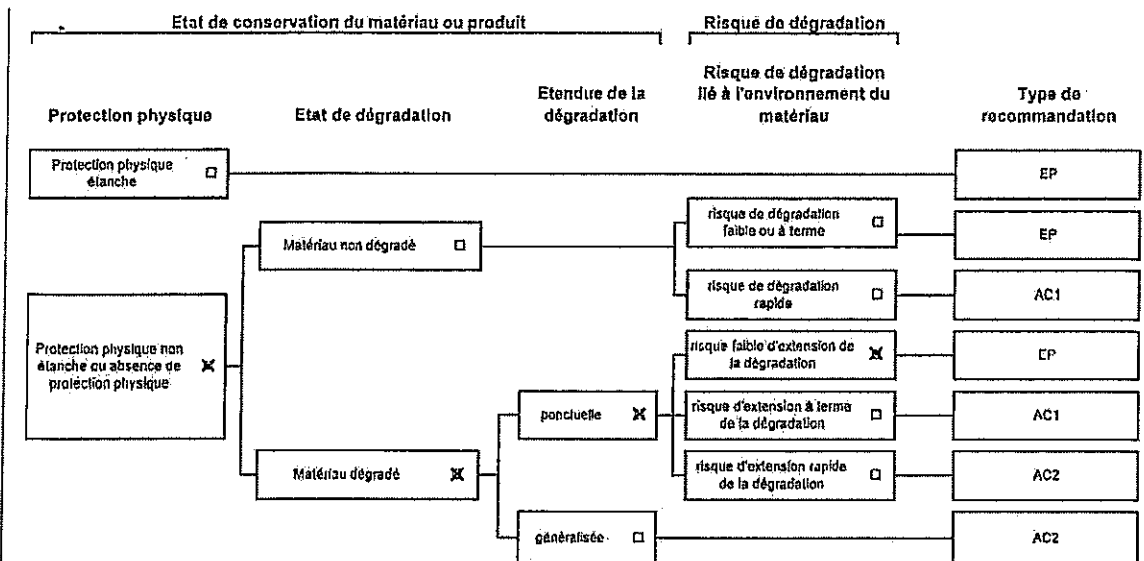 Etat de conservation du matériau ou produit
Risque de dégradation
Protection physique
Etat de dégradation
Etendue de la
dégradation
Risque de dégradation
lié à l'environnement du
matériau
Type de
recommandation
Protection physique
étanche
EP
Matériau non dégradé
risque de dégradation
faible ou à terme
EP
risque de dégradation
rapide
AC1
Protection physique non
étanche ou absence de
protection physique
risque faible d'extension de
la dégradation
EP
ponctuelle
risque d'extension à terme
de la dégradation
AC1
Matériau dégradé
risque d'extension rapide
de la dégradation
AC2
généralisée
AC2